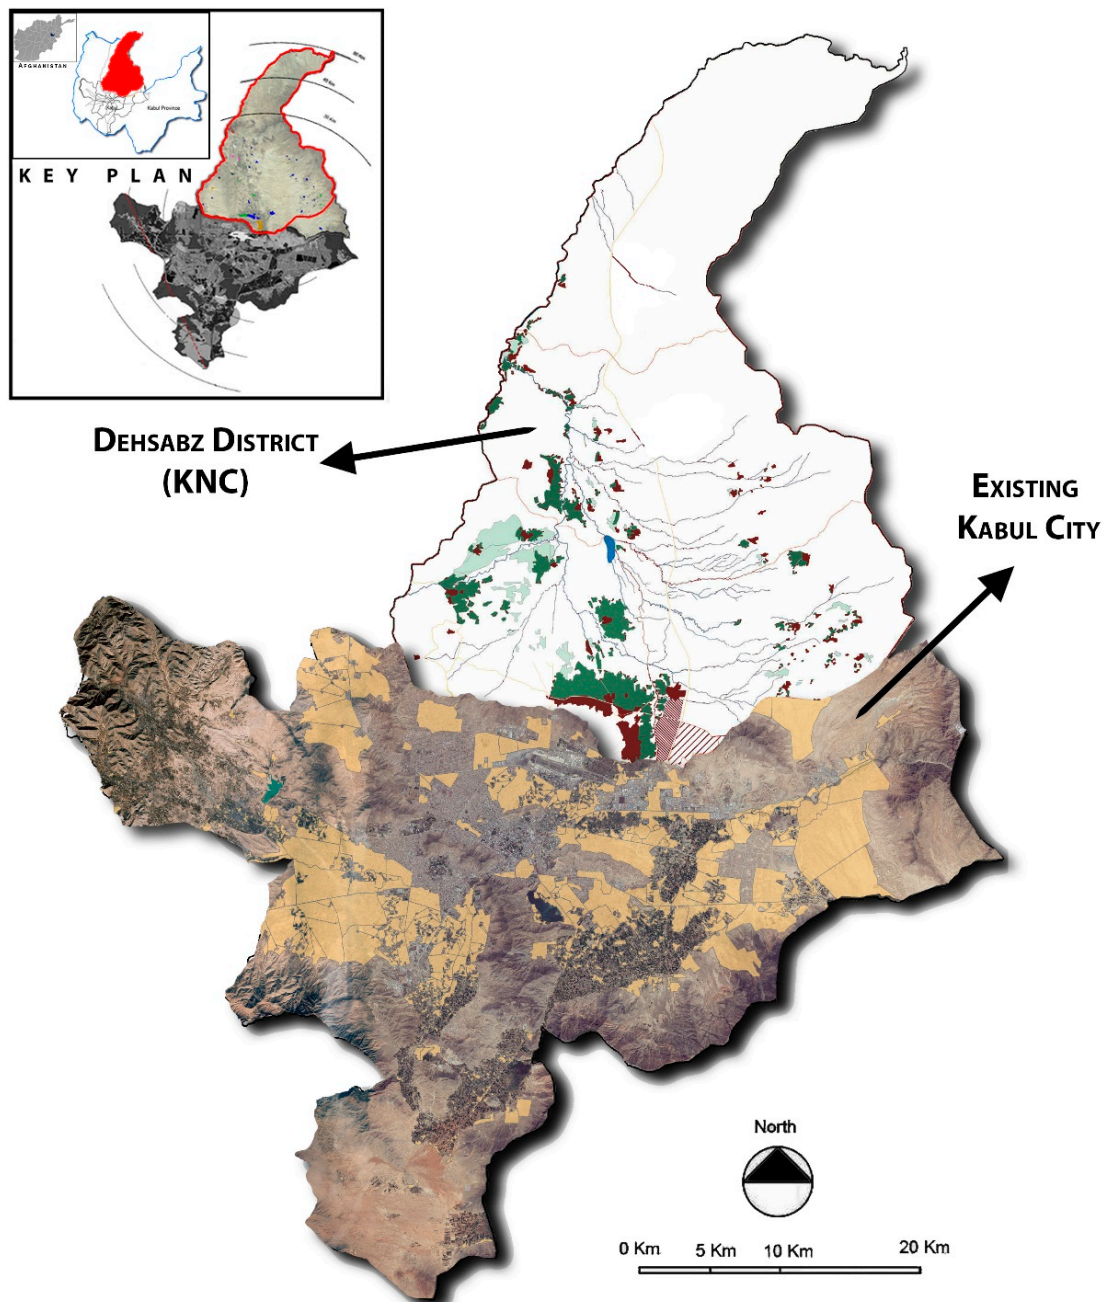 AFGHANISTAN
Kabul Province
KEY PLAN
DEHSABZ DISTRICT
(KNC)
EXISTING
KABUL CITY
North
0 Km 5 Km 10 Km 20 Km